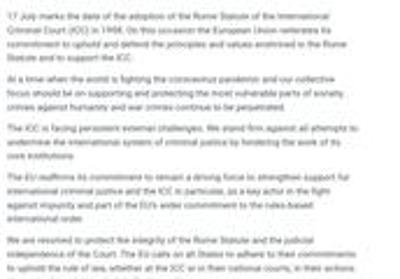 17 July marks the date of the adoption of the Rome Statute of the International
Criminal Court (ICC) in 1998. On this occasion the European Union reiterates its
commitment to uphold and defend the principles and values enshrined in the Rome
Statute and to support the ICC.
At a time when the world is fighting the coronavirus pandemic and our collective
focus should be on supporting and protecting the most vulnerable parts of society,
crimes against humanity and war crimes continue to be perpetrated.
The ICC is facing persistent external challenges. We stand firm against all attempts to
undermine the international system of criminal justice by hindering the work of its
core institutions.
The EU reaffirms its commitment to remain a driving force to strengthen support for
international criminal justice and the ICC in particular, as a key actor in the fight
against impunity and part of the EU's wider commitment to the rules-based
international order.
We are resolved to protect the integrity of the Rome Statute and the judicial
independence of the Court. The EU calls on all States to adhere to their commitments
to uphold the rule of law, whether at the ICC or in their national courts, in their actions.